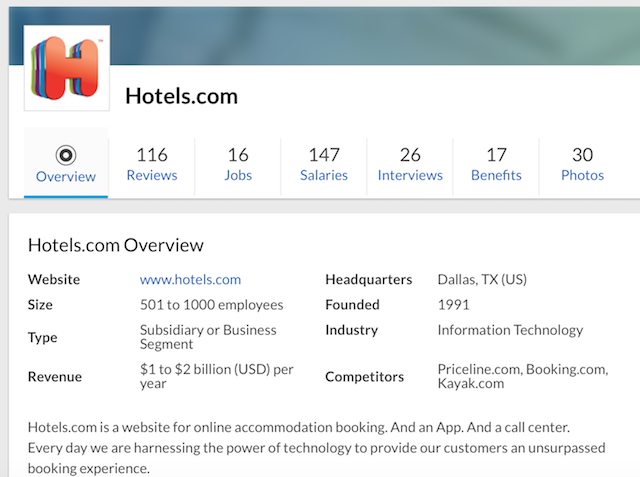 H™
Hotels.com
Overview
116
Reviews
16
Jobs
147
Salaries
26
Interviews
17
Benefits
30
Photos
Hotels.com Overview
Website www.hotels.com
Headquarters Dallas, TX (US)
Size 501 to 1000 employees
Founded 1991
Type Subsidiary or Business
Segment
Industry Information Technology
Revenue $1 to $2 billion (USD) per
year
Competitors Priceline.com, Booking.com,
Kayak.com
Hotels.com is a website for online accommodation booking. And an App. And a call center.
Every day we are harnessing the power of technology to provide our customers an unsurpassed
booking experience.